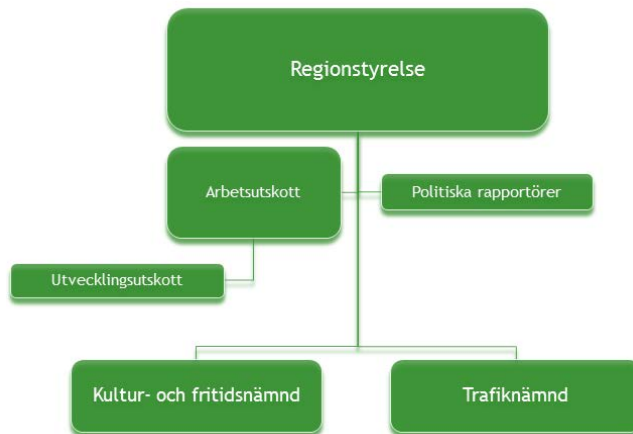 Regionstyrelse
Arbetsutskott
Politiska rapportörer
Utvecklingsutskott
Kultur- och fritidsnämnd
Trafiknämnd